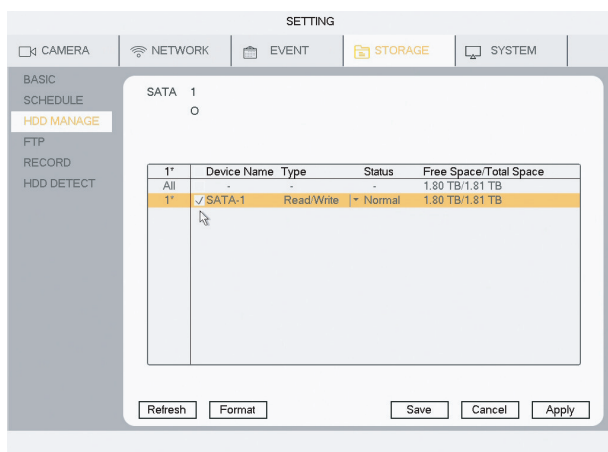 SETTING
CAMERA NETWORK EVENT STORAGE SYSTEM
BASIC
SCHEDULE
HDD MANAGE
FTP
RECORD
HDD DETECT
SATA 1
O
1* Device Name Type Status Free Space/Total Space
All - - - 1.80 TB/1.81 TB
1* SATA-1 Read/Write Normal 1.80 TB/1.81 TB
Refresh Format Save Cancel Apply